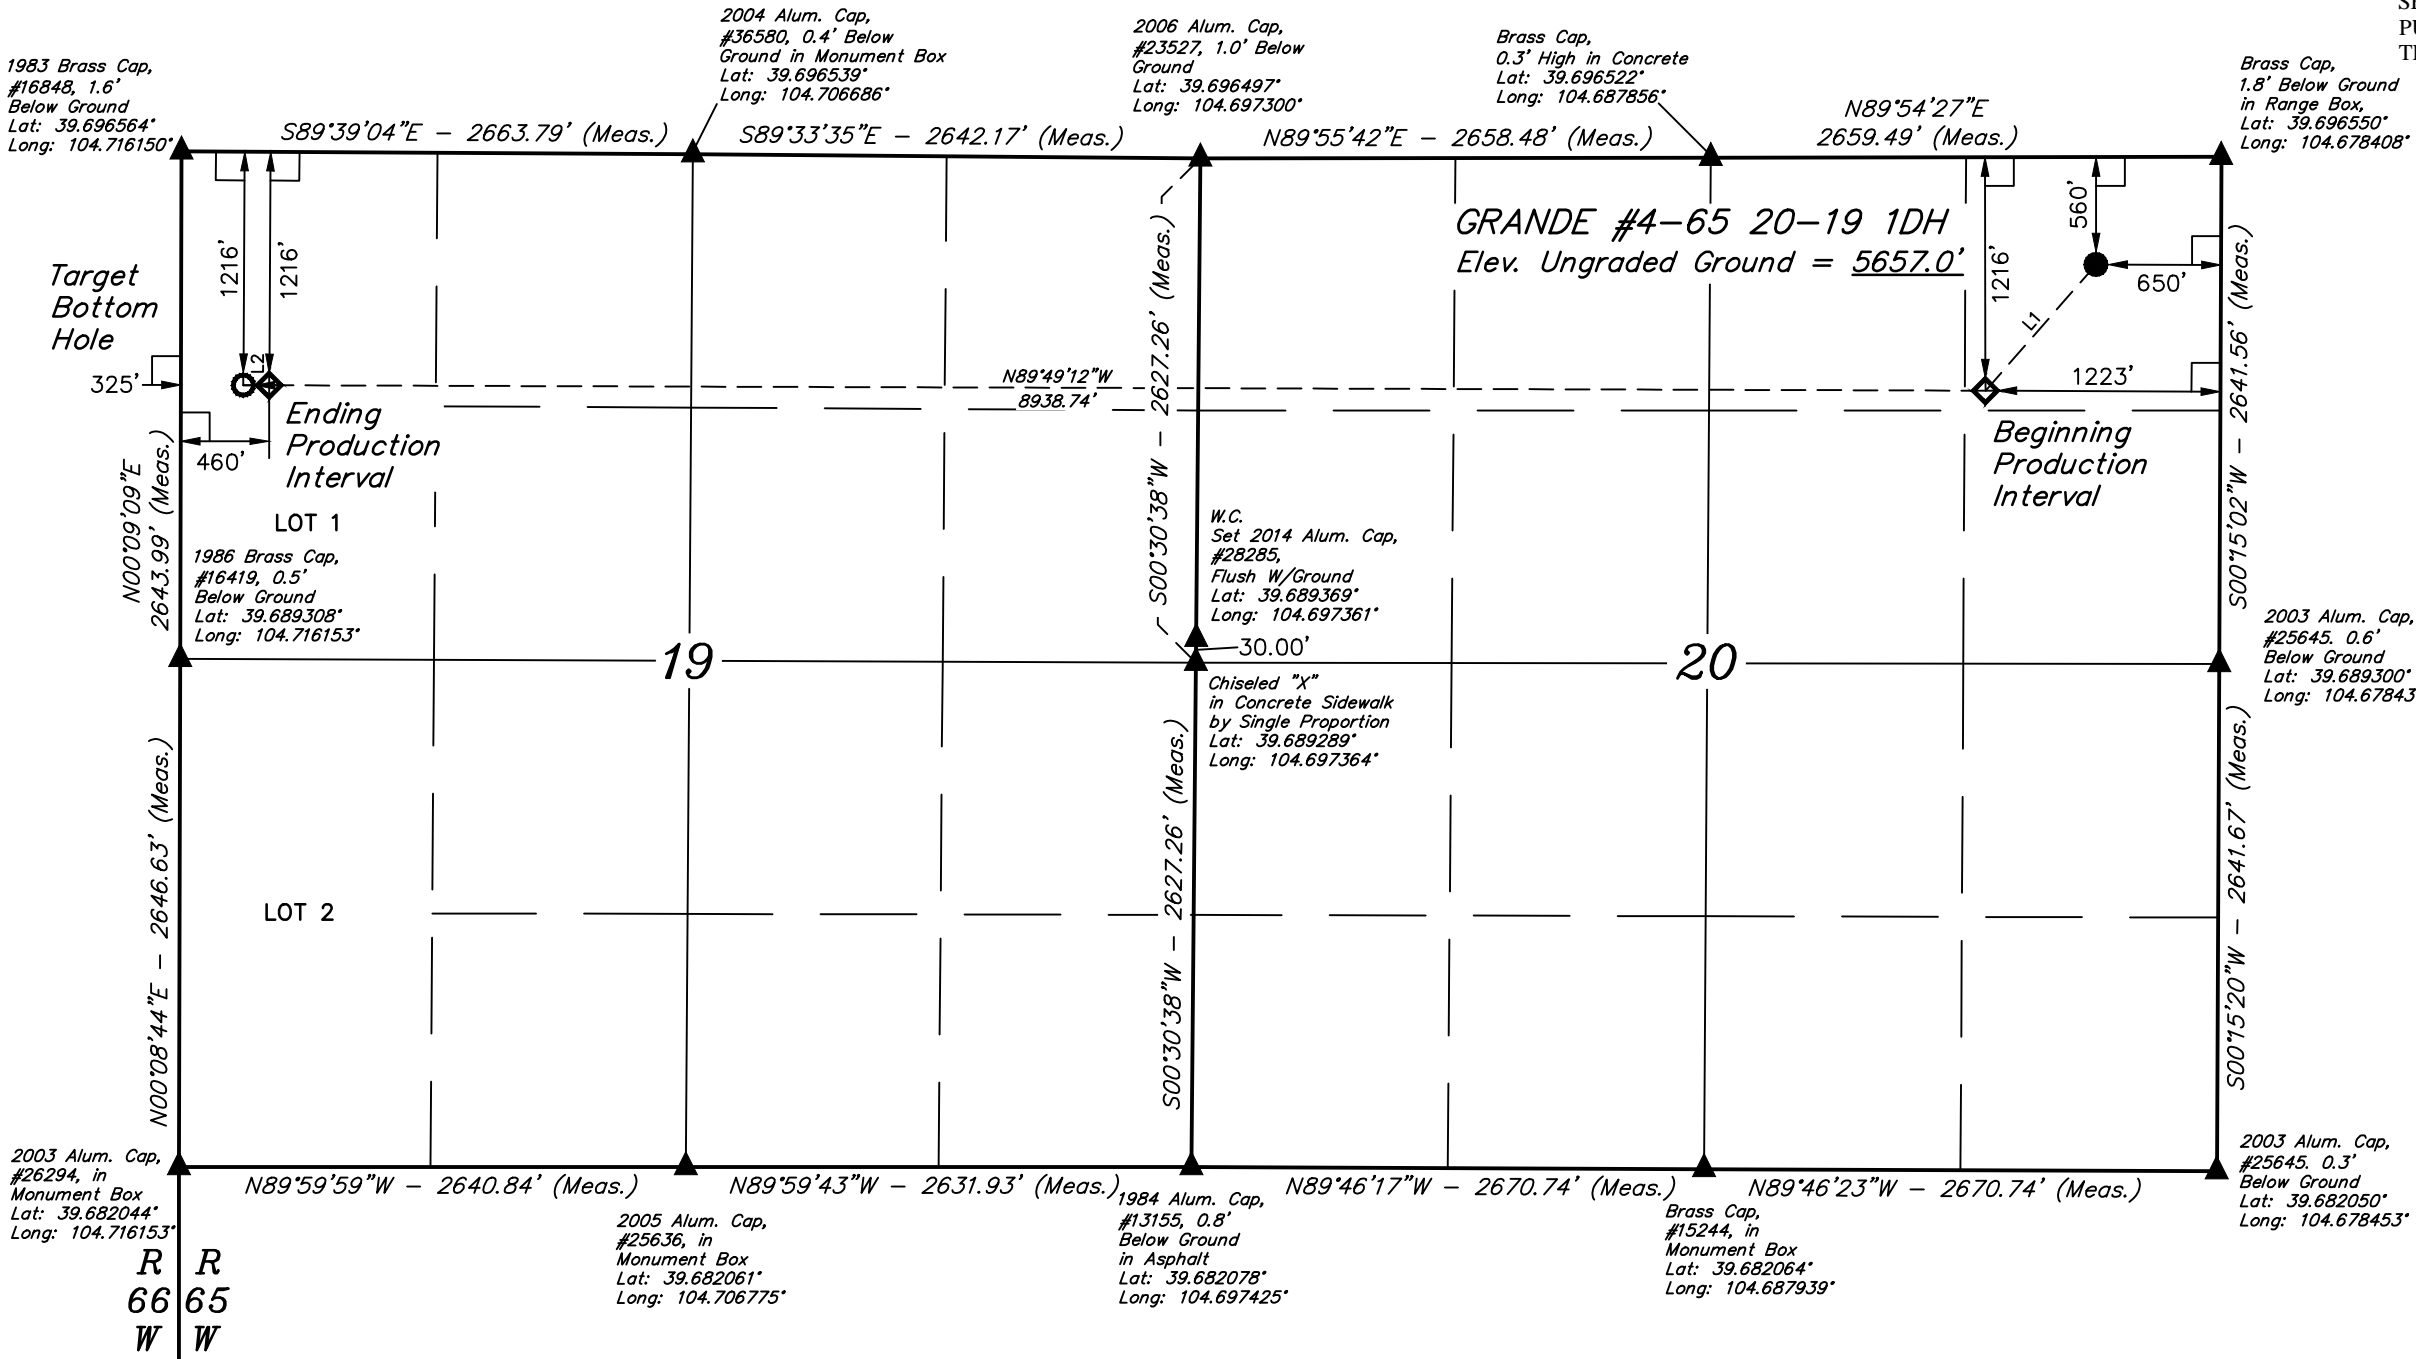 1983 Brass Cap,
#16848, 1.6'
Below Ground
Lat: 39.696564°
Long: 104.716150°
2004 Alum. Cap,
#36580, 0.4' Below
Ground in Monument Box
Lat: 39.696539°
Long: 104.706686°
2006 Alum. Cap,
#23527, 1.0' Below
Ground
Lat: 39.696497°
Long: 104.697300°
Brass Cap,
0.3' High in Concrete
Lat: 39.696522°
Long: 104.687856°
Brass Cap,
1.8' Below Ground
in Range Box,
Lat: 39.696550°
Long: 104.678408°
S89°39'04"E - 2663.79' (Meas.)
S89°33'35"E - 2642.17' (Meas.)
N89°55'42"E - 2658.48' (Meas.)
N89°54'27"E
2659.49' (Meas.)
GRANDE #4-65 20-19 1DH
Elev. Ungraded Ground = 5657.0'
Target
Bottom
Hole
1216'
1216'
325'
L2
460'
Ending
Production
Interval
N89°49'12"W
8938.74'
1216'
560'
650'
L1
1223'
Beginning
Production
Interval
N00°09'09"E
2643.99' (Meas.)
S00°30'38"W - 2627.26' (Meas.)
S00°15'02"W - 2641.56' (Meas.)
LOT 1
1986 Brass Cap,
#16419, 0.5'
Below Ground
Lat: 39.689308°
Long: 104.716153°
W.C.
Set 2014 Alum. Cap,
#28285,
Flush W/Ground
Lat: 39.689369°
Long: 104.697361°
30.00'
19
20
Chiseled "X"
in Concrete Sidewalk
by Single Proportion
Lat: 39.689289°
Long: 104.697364°
2003 Alum. Cap,
#25645. 0.6'
Below Ground
Lat: 39.689300°
Long: 104.67843
N00°08'44"E - 2646.63' (Meas.)
S00°30'38"W - 2627.26' (Meas.)
S00°15'20"W - 2641.67' (Meas.)
LOT 2
2003 Alum. Cap,
#26294, in
Monument Box
Lat: 39.682044°
Long: 104.716153°
N89°59'59"W - 2640.84' (Meas.)
N89°59'43"W - 2631.93' (Meas.)
N89°46'17"W - 2670.74' (Meas.)
N89°46'23"W - 2670.74' (Meas.)
2005 Alum. Cap,
#25636, in
Monument Box
Lat: 39.682061°
Long: 104.706775°
1984 Alum. Cap,
#13155, 0.8'
Below Ground
in Asphalt
Lat: 39.682078°
Long: 104.697425°
Brass Cap,
#15244, in
Monument Box
Lat: 39.682064°
Long: 104.687939°
2003 Alum. Cap,
#25645. 0.3'
Below Ground
Lat: 39.682050°
Long: 104.678453°
R R
66 65
W W